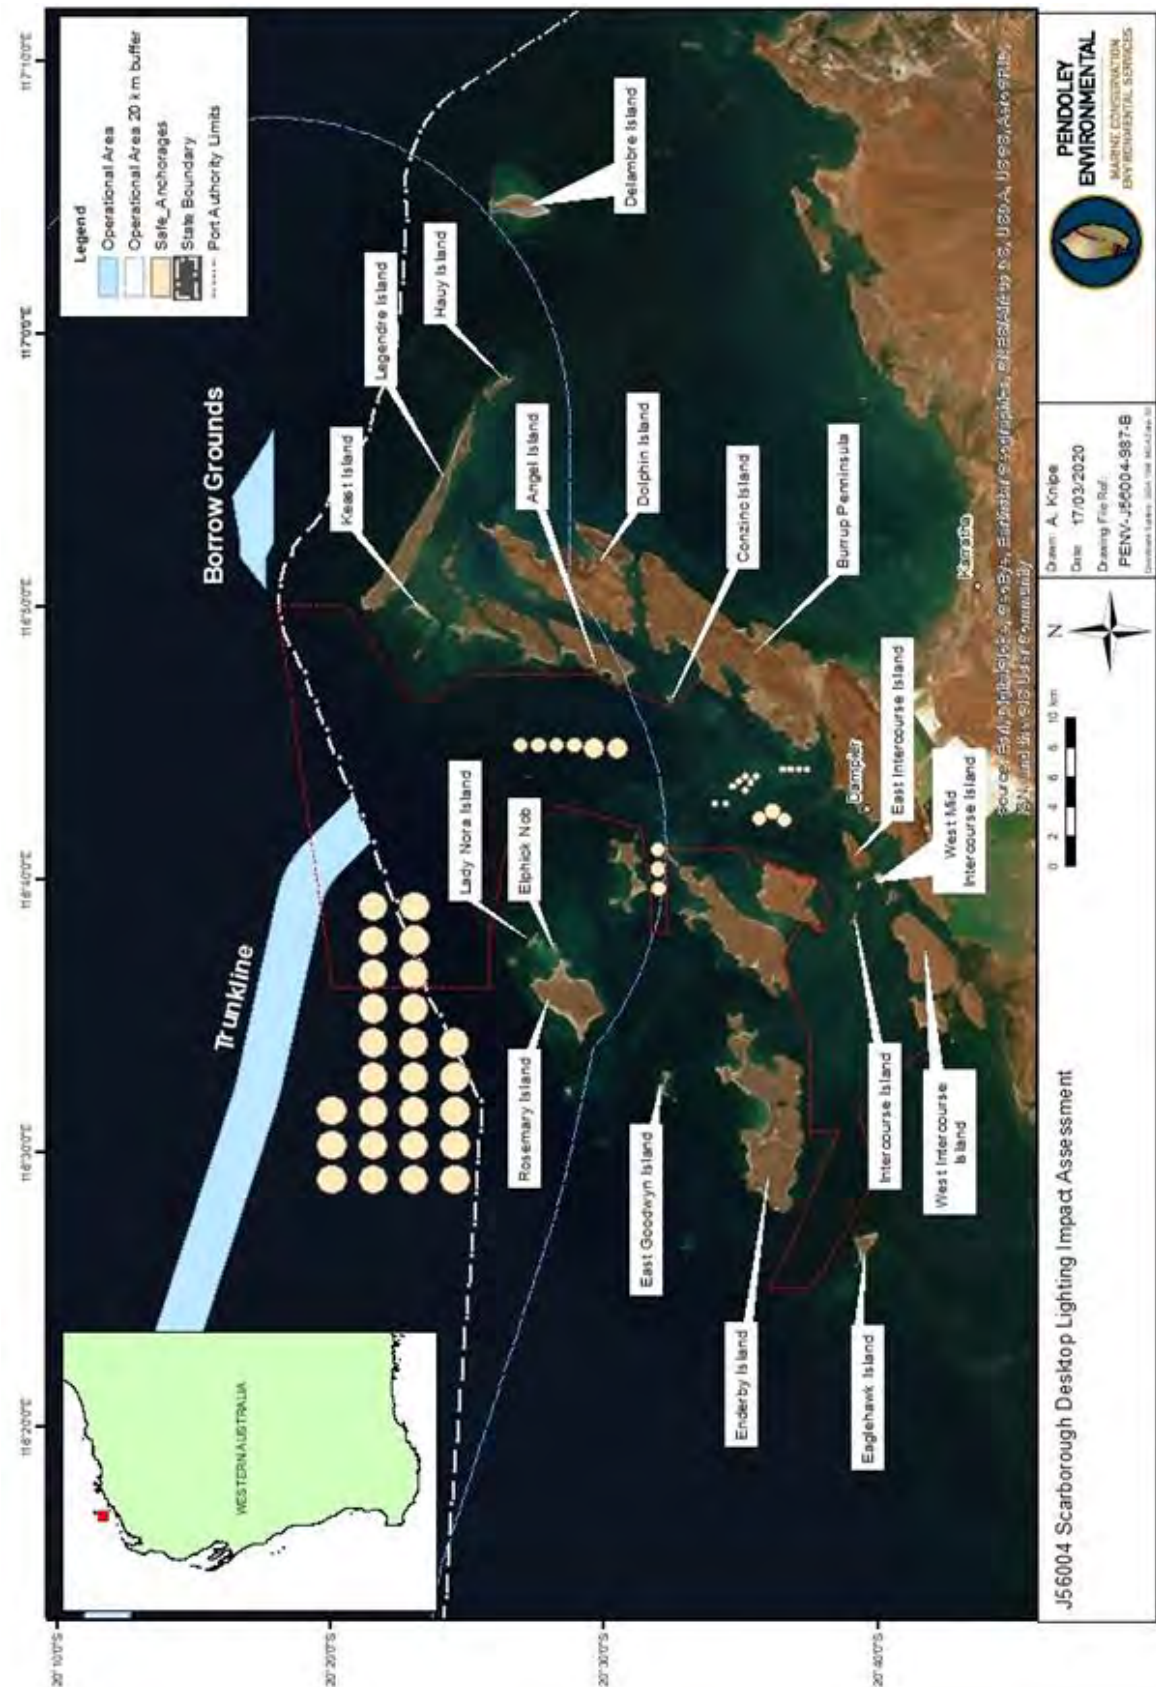 Legend
Operational Area
Operational Area 20 km buffer
Safe_Anchorages
State Boundary
Port Authority Limits
116°20'0"E
116°30'0"E
116°40'0"E
117°0'0"E
117°10'0"E
20°10'0"S
20°20'0"S
20°30'0"S
20°40'0"S
WESTERN AUSTRALIA
Trunkline
Borrow Grounds
Legendre Island
Hauy Island
Delambre Island
Keast Island
Angel Island
Dolphin Island
Conzinc Island
Burrup Penninsula
Lady Nora Island
Elphick Nob
Rosemary Island
East Goodwyn Island
Enderby Island
Eaglehawk Island
Karratha
Dampier
East Intercourse Island
West Mid
Intercourse Island
Intercourse Island
West Intercourse
Island
GIS User Community
J56004 Scarborough Desktop Lighting Impact Assessment
0 2 4 6 8 10 km
N
Drawn: A. Knipe
Date: 17/03/2020
Drawing File Ref:
PENV-J56004-987-B
PENDOLEY
ENVIRONMENTAL
MARINE CONSERVATION
ENVIRONMENTAL SERVICES